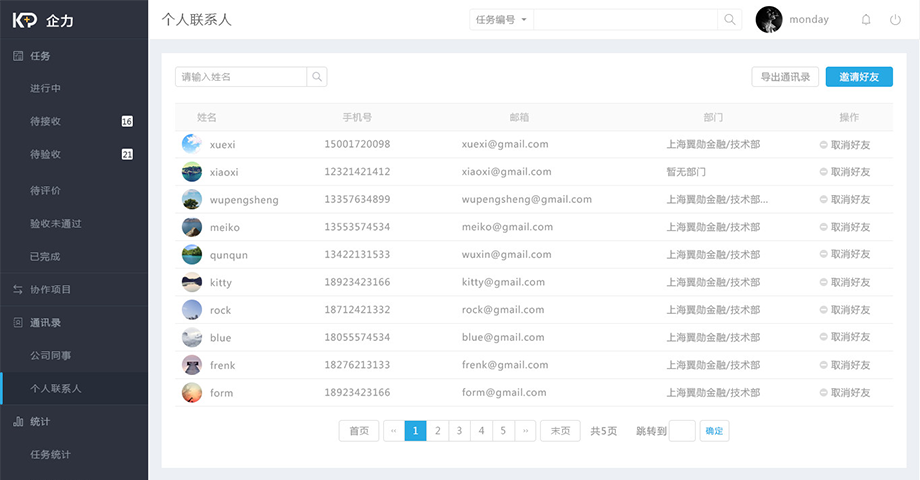 KP 企力
任务
进行中
待接收 16
待验收 21
待评价
验收未通过
已完成
协作项目
通讯录
公司同事
个人联系人
统计
任务统计
个人联系人
任务编号
monday
请输入姓名
导出通讯录
邀请好友
姓名 手机号 邮箱 部门 操作
xuexi 15001720098 xuexi@gmail.com 上海翼勋金融/技术部 取消好友
xiaoxi 12321421412 xiaoxi@gmail.com 暂无部门 取消好友
wupengsheng 13357634899 wupengsheng@gmail.com 上海翼勋金融/技术部... 取消好友
meiko 13553574534 meiko@gmail.com 上海翼勋金融/技术部 取消好友
qunqun 13422131533 wuxin@gmail.com 上海翼勋金融/技术部 取消好友
kitty 18923423166 kitty@gmail.com 上海翼勋金融/技术部 取消好友
rock 18712421332 rock@gmail.com 上海翼勋金融/技术部 取消好友
blue 18055574534 blue@gmail.com 上海翼勋金融/技术部 取消好友
frenk 18276213133 frenk@gmail.com 上海翼勋金融/技术部 取消好友
form 18923423166 form@gmail.com 上海翼勋金融/技术部 取消好友
首页 ‹‹ 1 2 3 4 5 ›› 末页 共5页 跳转到 确定